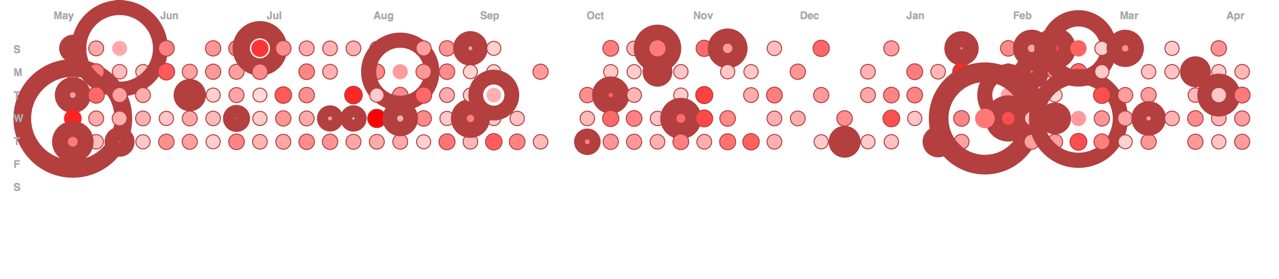 May Jun Jul Aug Sep Oct Nov Dec Jan Feb Mar Apr
S
M
T
W
T
F
S